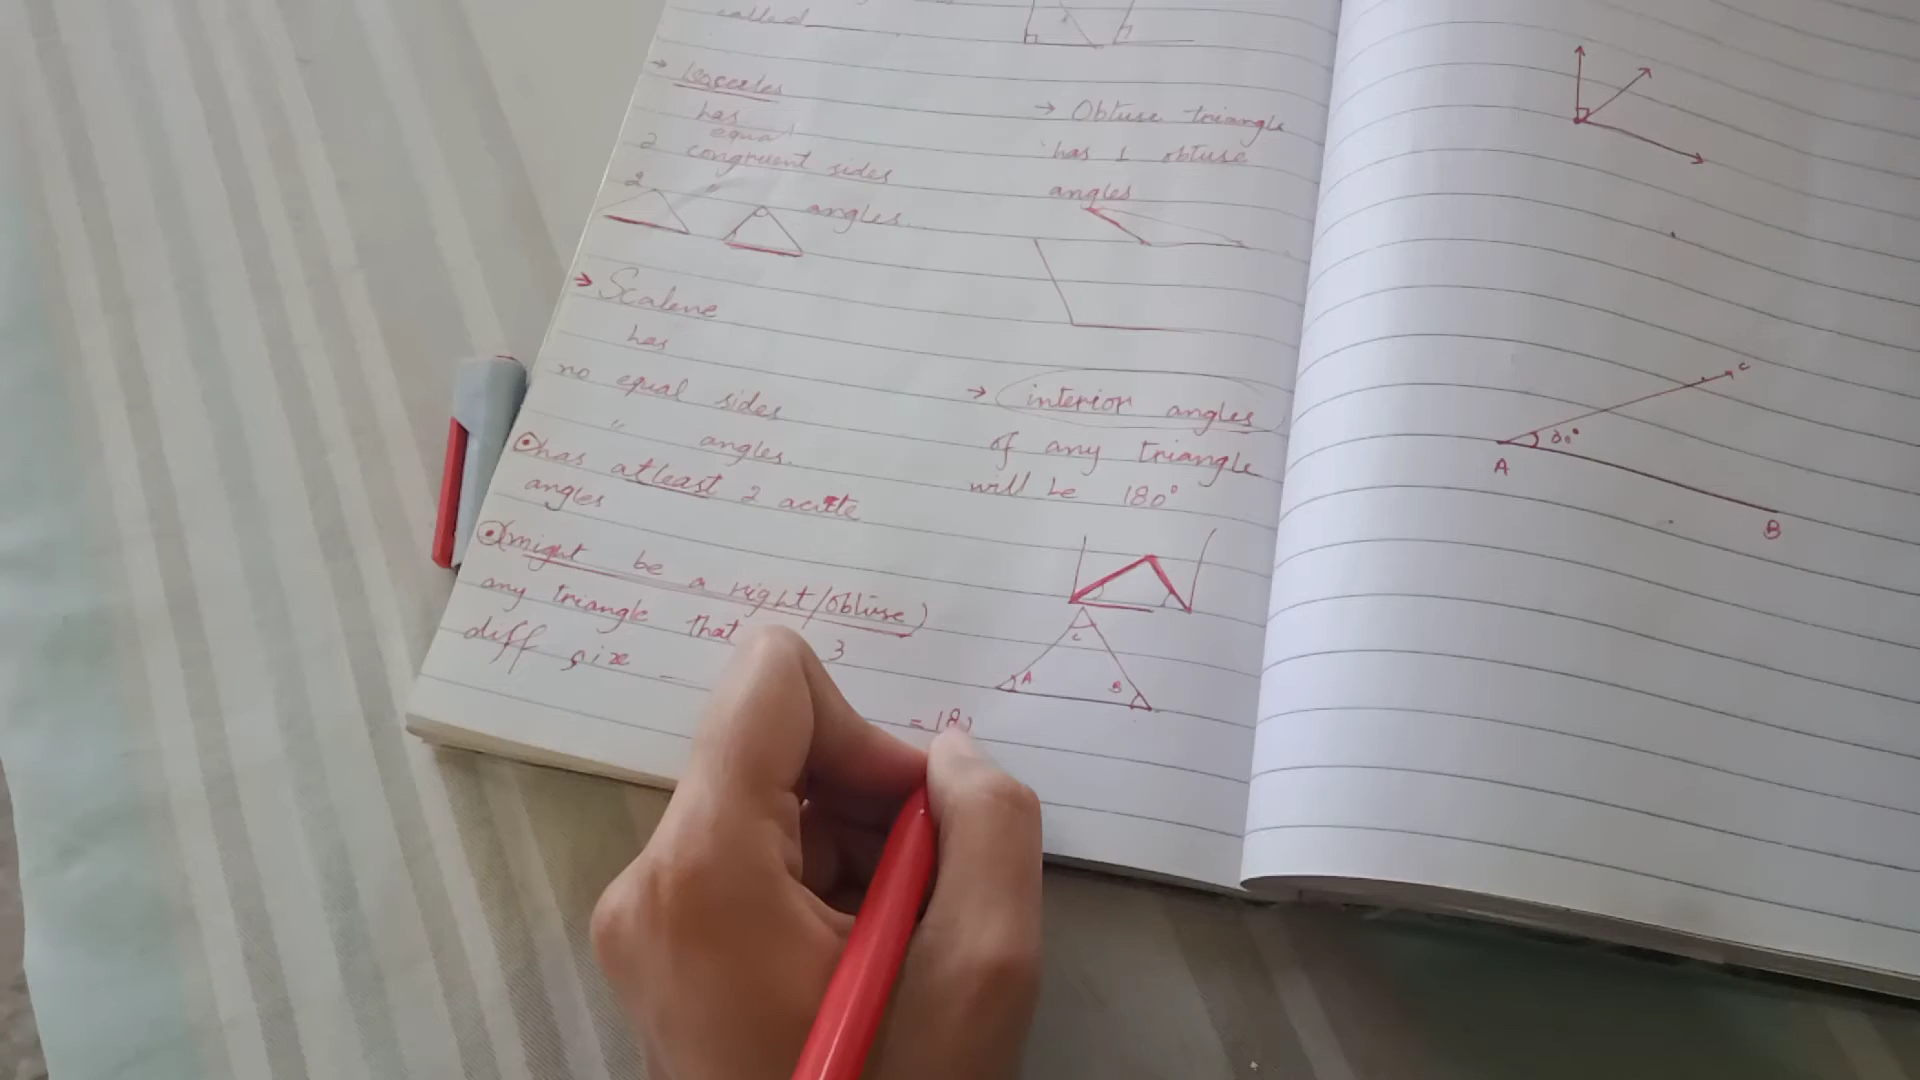 called
→ Isosceles
has
equal
2 congruent sides
2 " angles.
→ Scalene
has
no equal sides
" angles.
has atleast 2 acute
angles
(might be a right/obtuse)
any triangle that 3
diff size
→ Obtuse triangle
has 1 obtuse
angles
→ interior angles
of any triangle
will be 180°
C
A B
= 180
C
30°
A
B